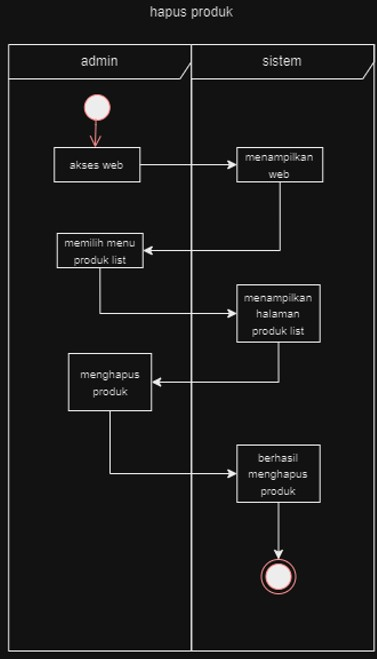 hapus produk
admin
sistem
akses web
menampilkan
web
memilih menu
produk list
menampilkan
halaman
produk list
menghapus
produk
berhasil
menghapus
produk